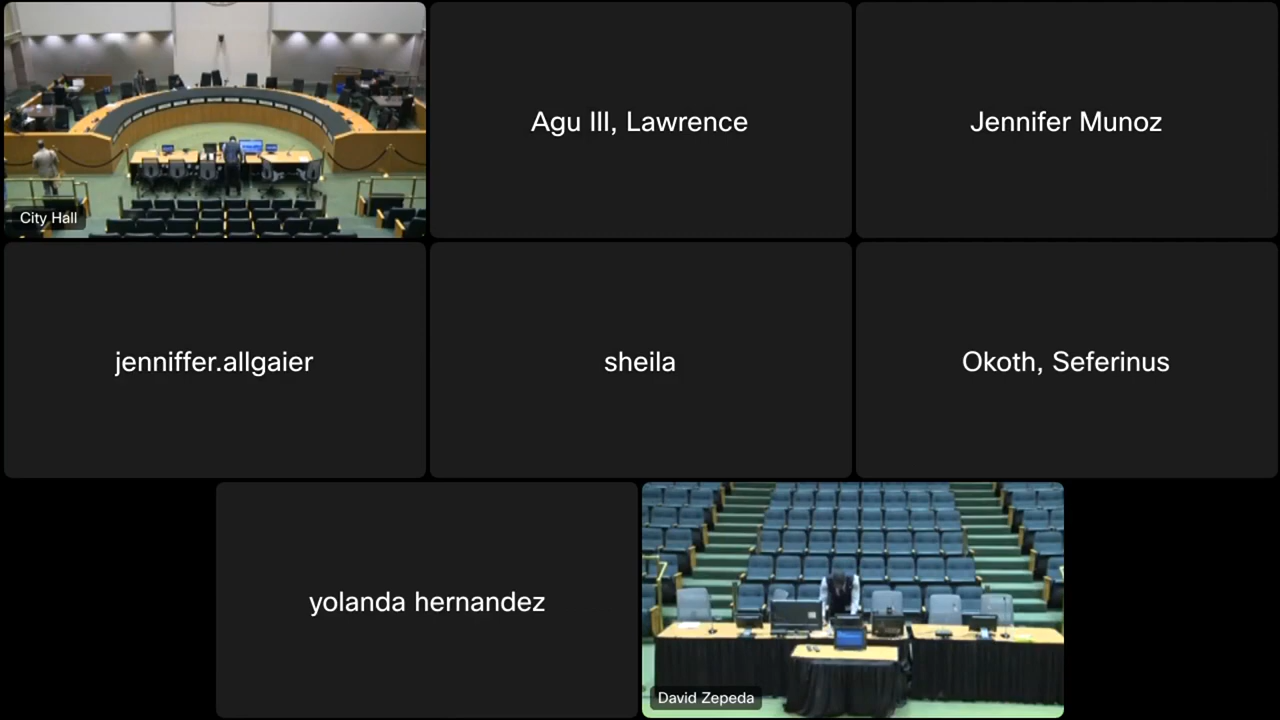 City Hall
Agu III, Lawrence
Jennifer Munoz
jenniffer.allgaier
sheila
Okoth, Seferinus
yolanda hernandez
David Zepeda